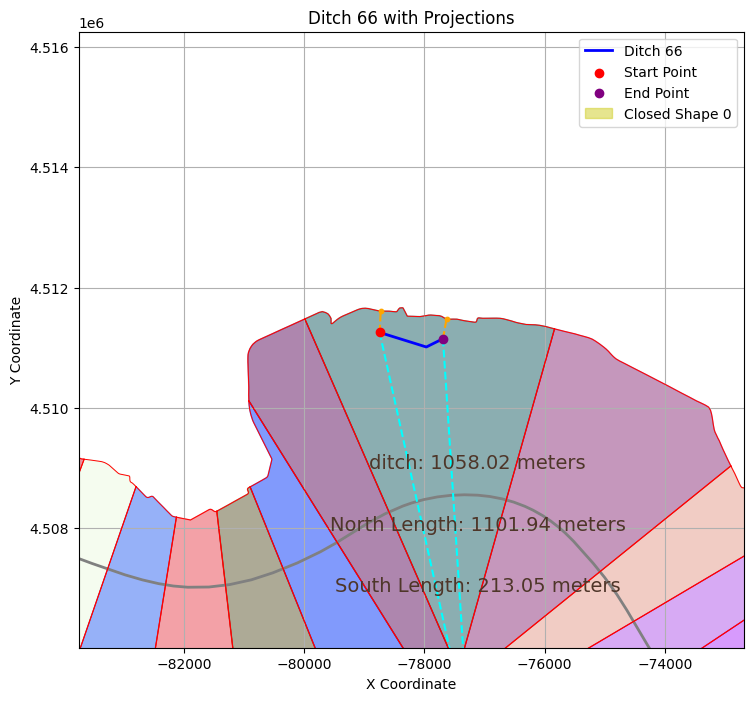 Ditch 66 with Projections
1e6
Ditch 66
Start Point
End Point
Closed Shape 0
4.516
4.514
4.512
4.510
4.508
Y Coordinate
ditch: 1058.02 meters
North Length: 1101.94 meters
South Length: 213.05 meters
−82000 −80000 −78000 −76000 −74000
X Coordinate